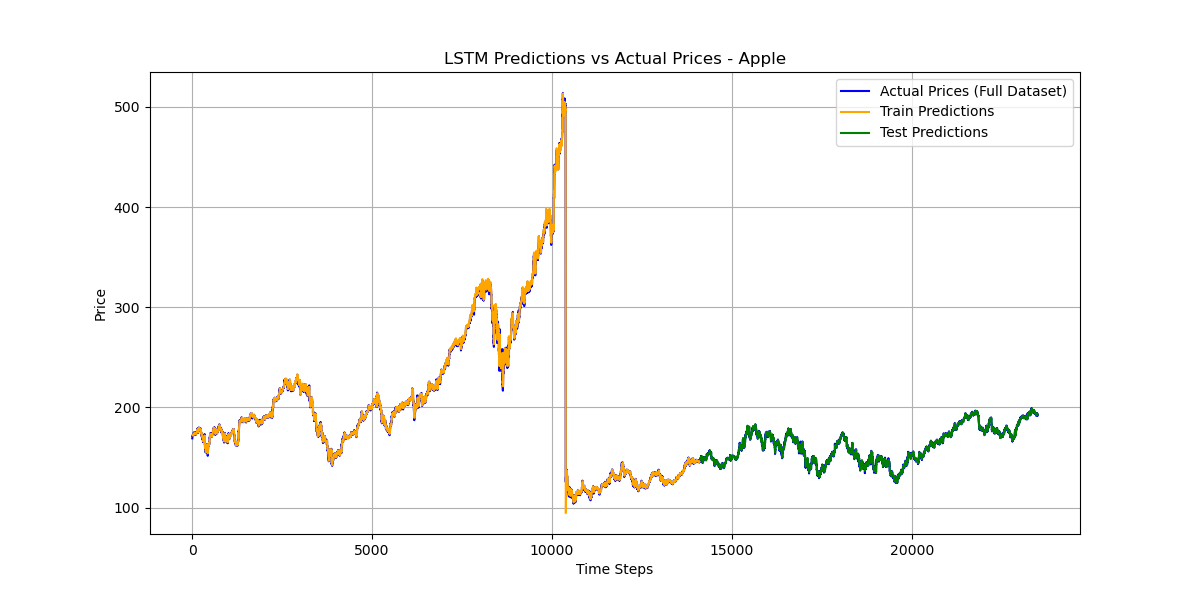 LSTM Predictions vs Actual Prices - Apple
Actual Prices (Full Dataset)
Train Predictions
Test Predictions
500
400
300
200
100
Price
0
5000
10000
15000
20000
Time Steps